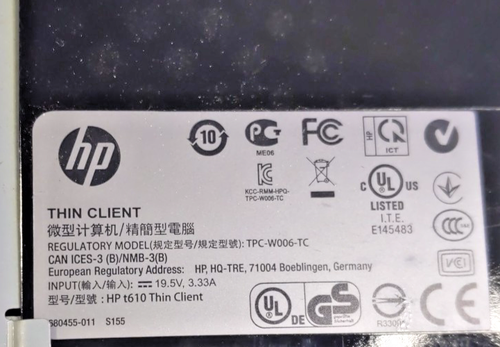 hp
10
PG
ME06
FC
HP
ICT
KCC-RMM-HPQ-
TPC-W006-TC
C UL US
LISTED
I.T.E.
E145483
CCC
THIN CLIENT
微型计算机/精簡型電腦
REGULATORY MODEL(规定型号/規定型號): TPC-W006-TC
CAN ICES-3 (B)/NMB-3(B)
European Regulatory Address: HP, HQ-TRE, 71004 Boeblingen, Germany
INPUT(輸入/输入): 19.5V, 3.33A
型号/型號: HP t610 Thin Client
UL
DE
GS
CE
680455-011 S155